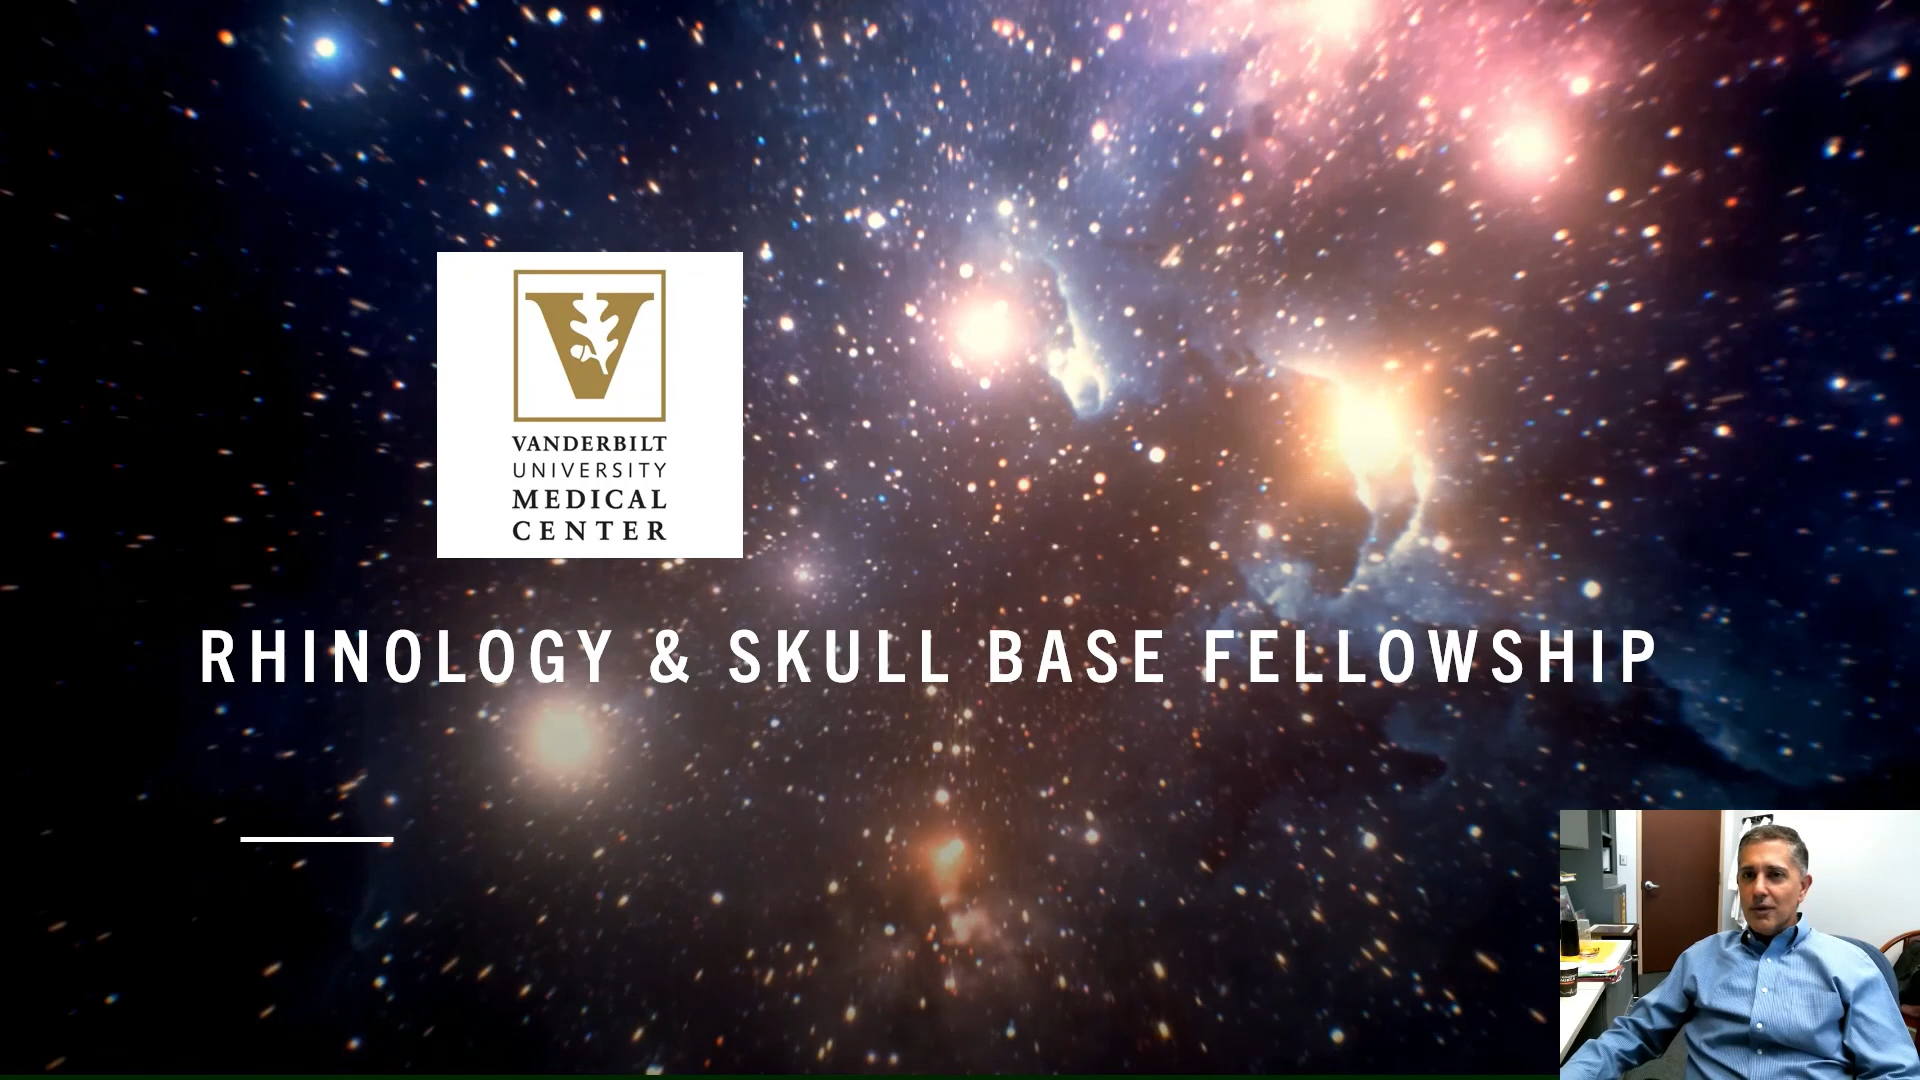 VANDERBILT
UNIVERSITY
MEDICAL
CENTER
RHINOLOGY & SKULL BASE FELLOWSHIP